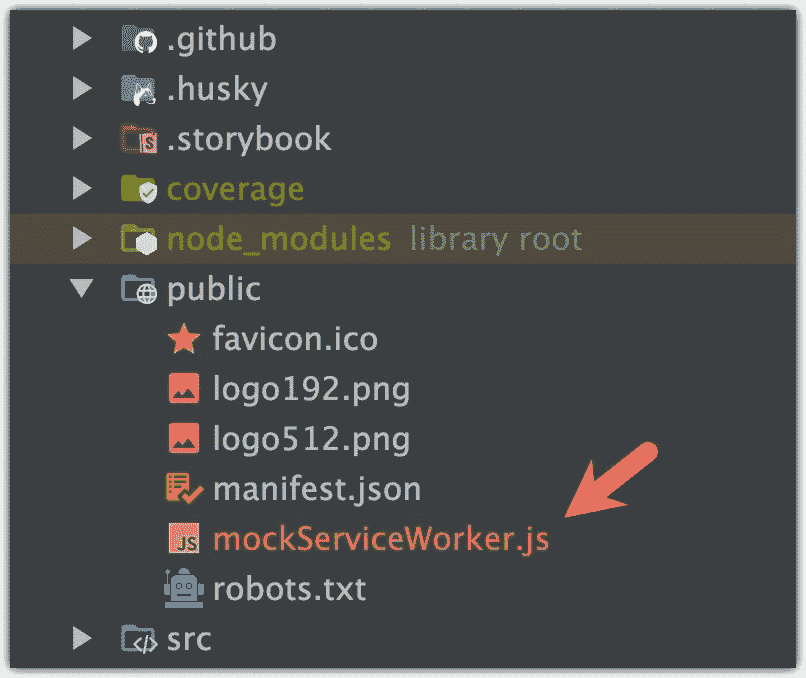 .github
.husky
.storybook
coverage
node_modules library root
public
favicon.ico
logo192.png
logo512.png
manifest.json
JS mockServiceWorker.js
robots.txt
src